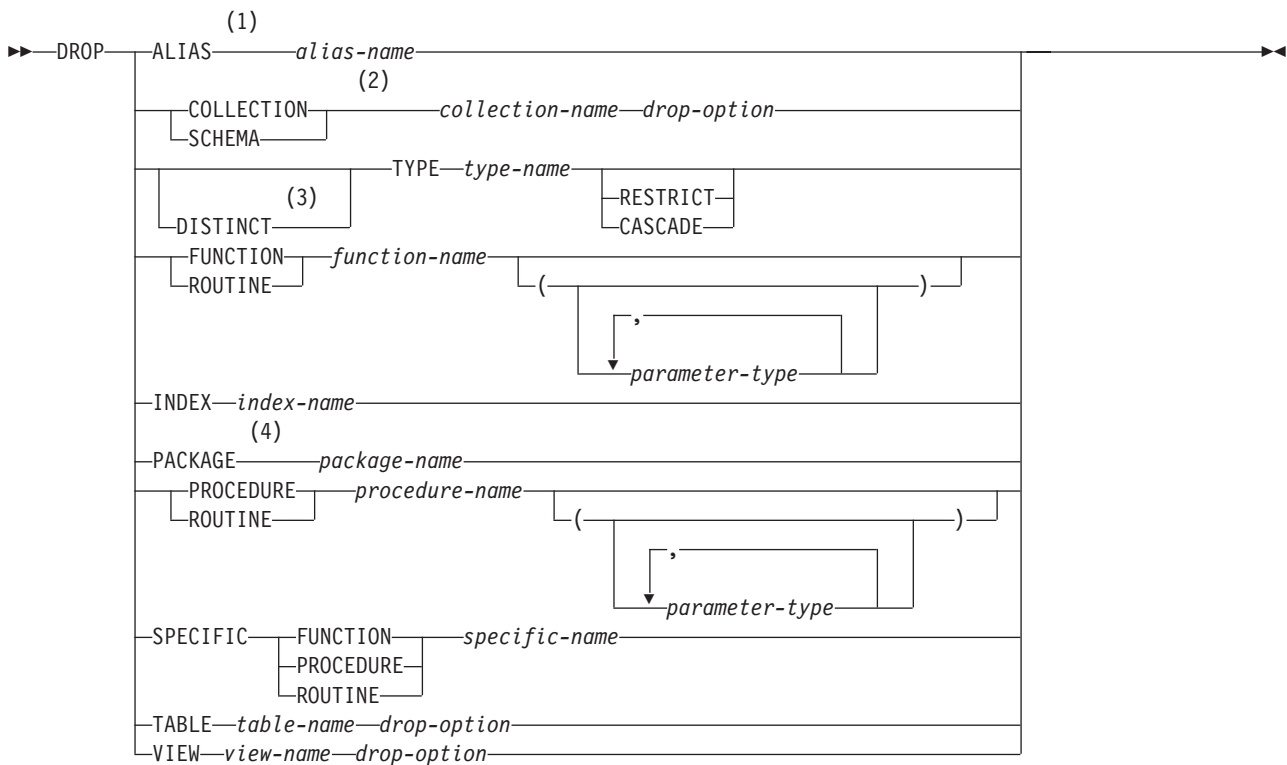 (1)
DROP ALIAS alias-name
(2)
COLLECTION collection-name drop-option
SCHEMA
TYPE type-name
(3) RESTRICT
DISTINCT CASCADE
FUNCTION function-name
ROUTINE ( )
,
parameter-type
INDEX index-name
(4)
PACKAGE package-name
PROCEDURE procedure-name
ROUTINE ( )
,
parameter-type
SPECIFIC FUNCTION specific-name
PROCEDURE
ROUTINE
TABLE table-name drop-option
VIEW view-name drop-option